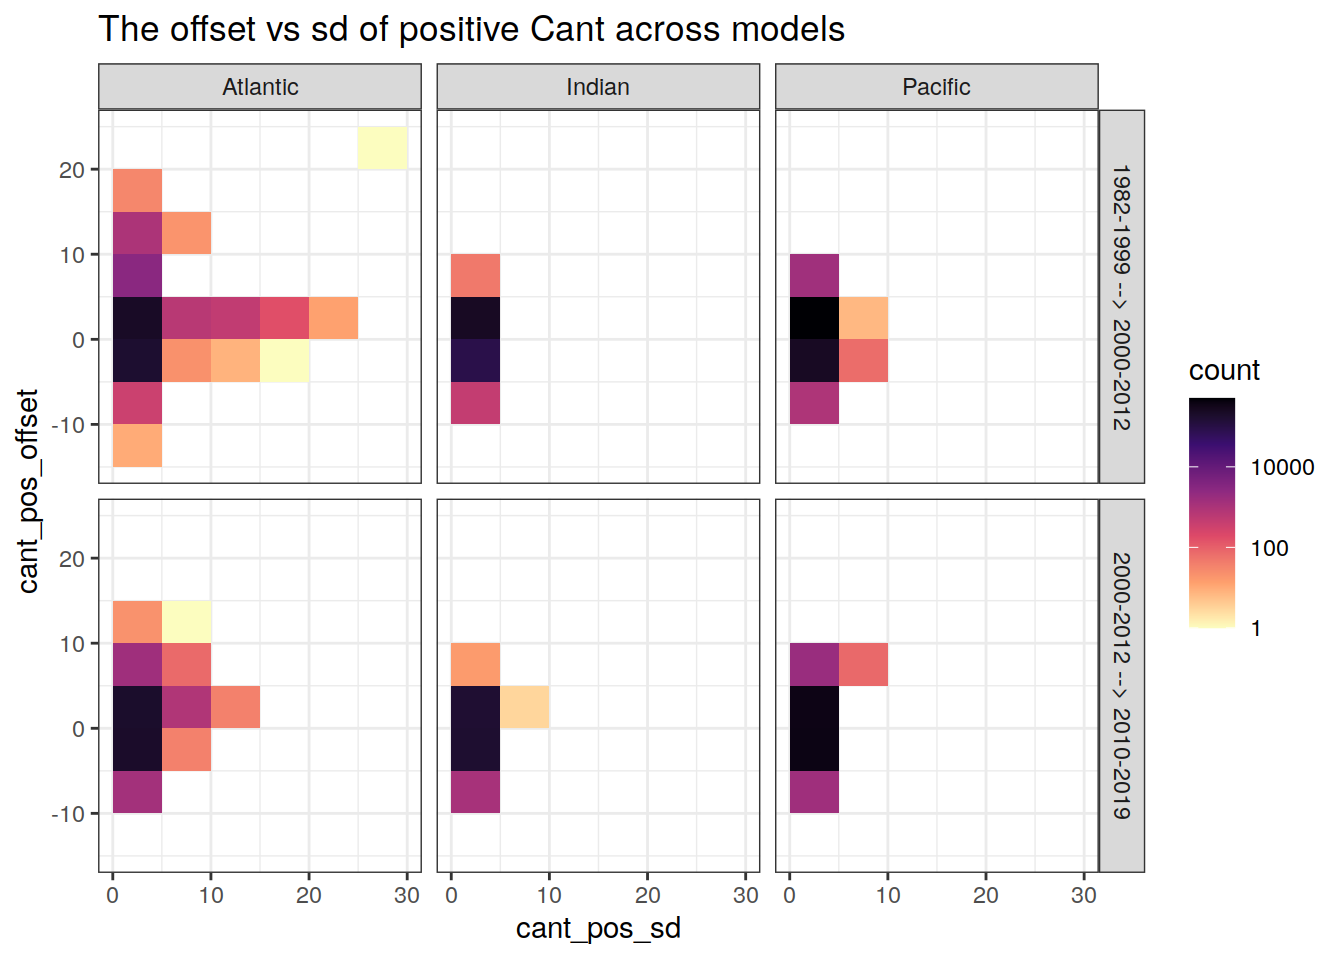 The offset vs sd of positive Cant across models
Atlantic
Indian
Pacific
20
10
0
-10
1982-1999 --> 2000-2012
20
10
0
-10
2000-2012 --> 2010-2019
0 10 20 30
0 10 20 30
0 10 20 30
cant_pos_sd
cant_pos_offset
count
10000
100
1